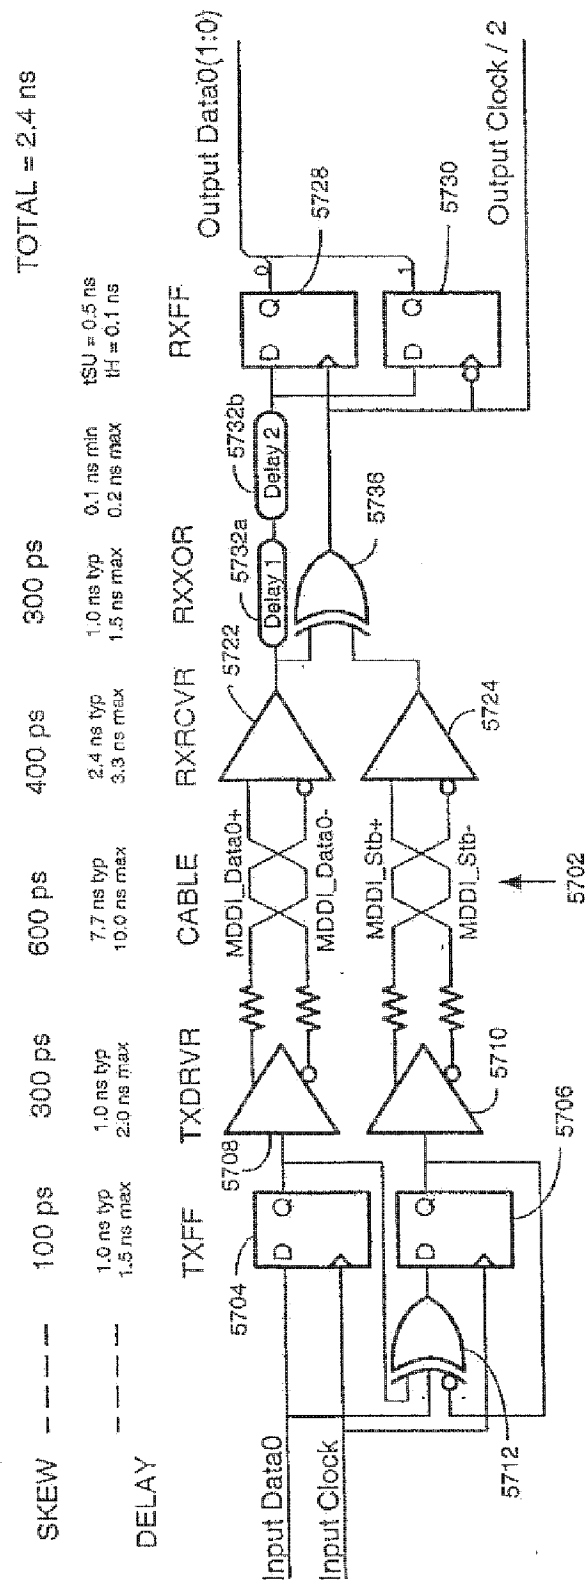 SKEW
100 ps
300 ps
600 ps
400 ps
300 ps
TOTAL = 2.4 ns
DELAY
1.0 ns typ
1.5 ns max
1.0 ns typ
2.0 ns max
7.7 ns typ
10.0 ns max
2.4 ns typ
3.3 ns max
1.0 ns typ
1.5 ns max
0.1 ns min
0.2 ns max
tSU = 0.5 ns
tH = 0.1 ns
TXFF
TXDRVR
CABLE
RXRCVR
RXXOR
RXFF
5704
5708
MDDI_Data0+
5722
5732a
5732b
Input Data0
D
Q
Delay 1
Delay 2
D
Q
0
Output Data0(1:0)
MDDI_Data0-
5728
Input Clock
MDDI_Stb+
5736
D
Q
D
Q
1
5730
MDDI_Stb-
5724
5712
5706
5710
5702
Output Clock / 2